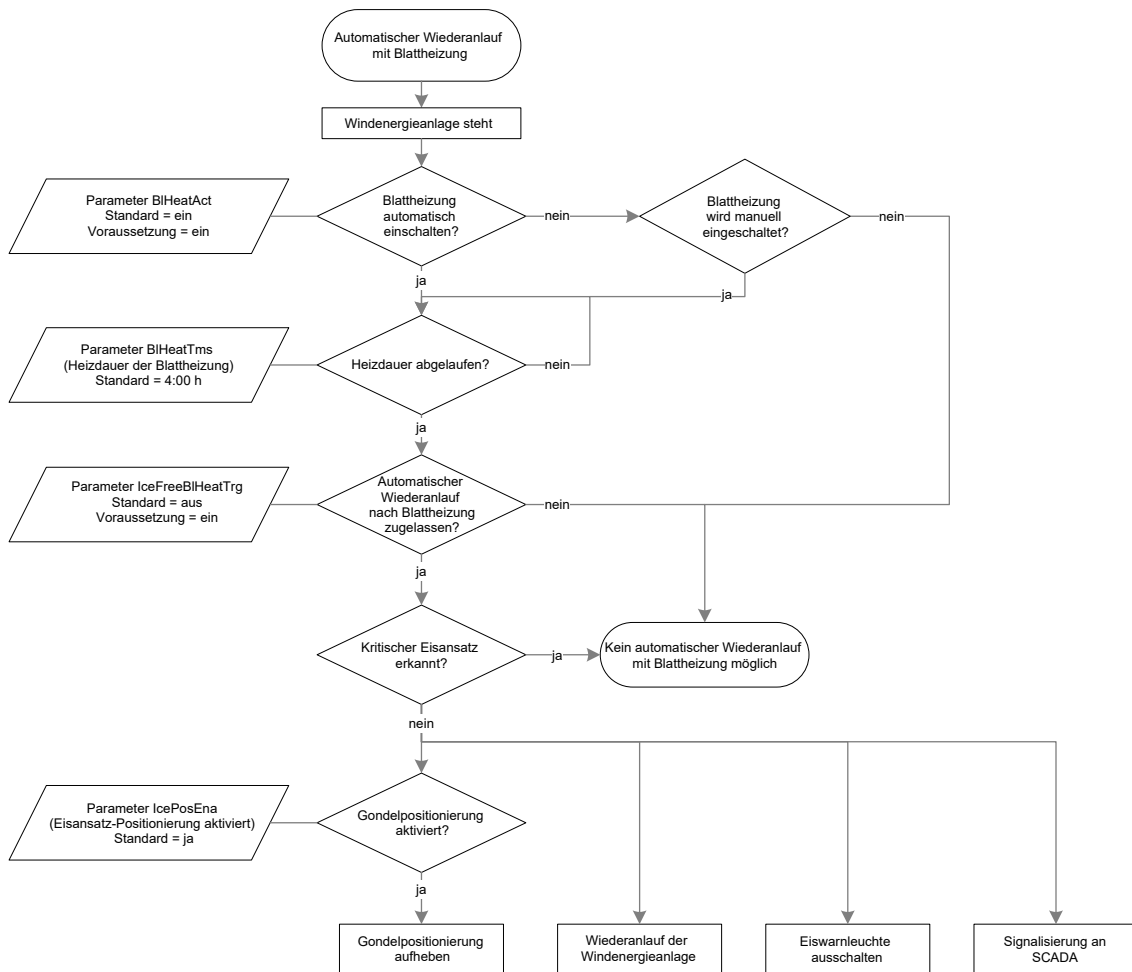 Automatischer Wiederanlauf
mit Blattheizung
Windenergieanlage steht
Parameter BlHeatAct
Standard = ein
Voraussetzung = ein
Blattheizung
automatisch
einschalten?
nein
Blattheizung
wird manuell
eingeschaltet?
nein
ja
ja
Parameter BlHeatTms
(Heizdauer der Blattheizung)
Standard = 4:00 h
Heizdauer abgelaufen?
nein
ja
Parameter IceFreeBlHeatTrg
Standard = aus
Voraussetzung = ein
Automatischer
Wiederanlauf
nach Blattheizung
zugelassen?
nein
ja
Kritischer Eisansatz
erkannt?
ja
Kein automatischer Wiederanlauf
mit Blattheizung möglich
nein
Parameter IcePosEna
(Eisansatz-Positionierung aktiviert)
Standard = ja
Gondelpositionierung
aktiviert?
ja
Gondelpositionierung
aufheben
Wiederanlauf der
Windenergieanlage
Eiswarnleuchte
ausschalten
Signalisierung an
SCADA